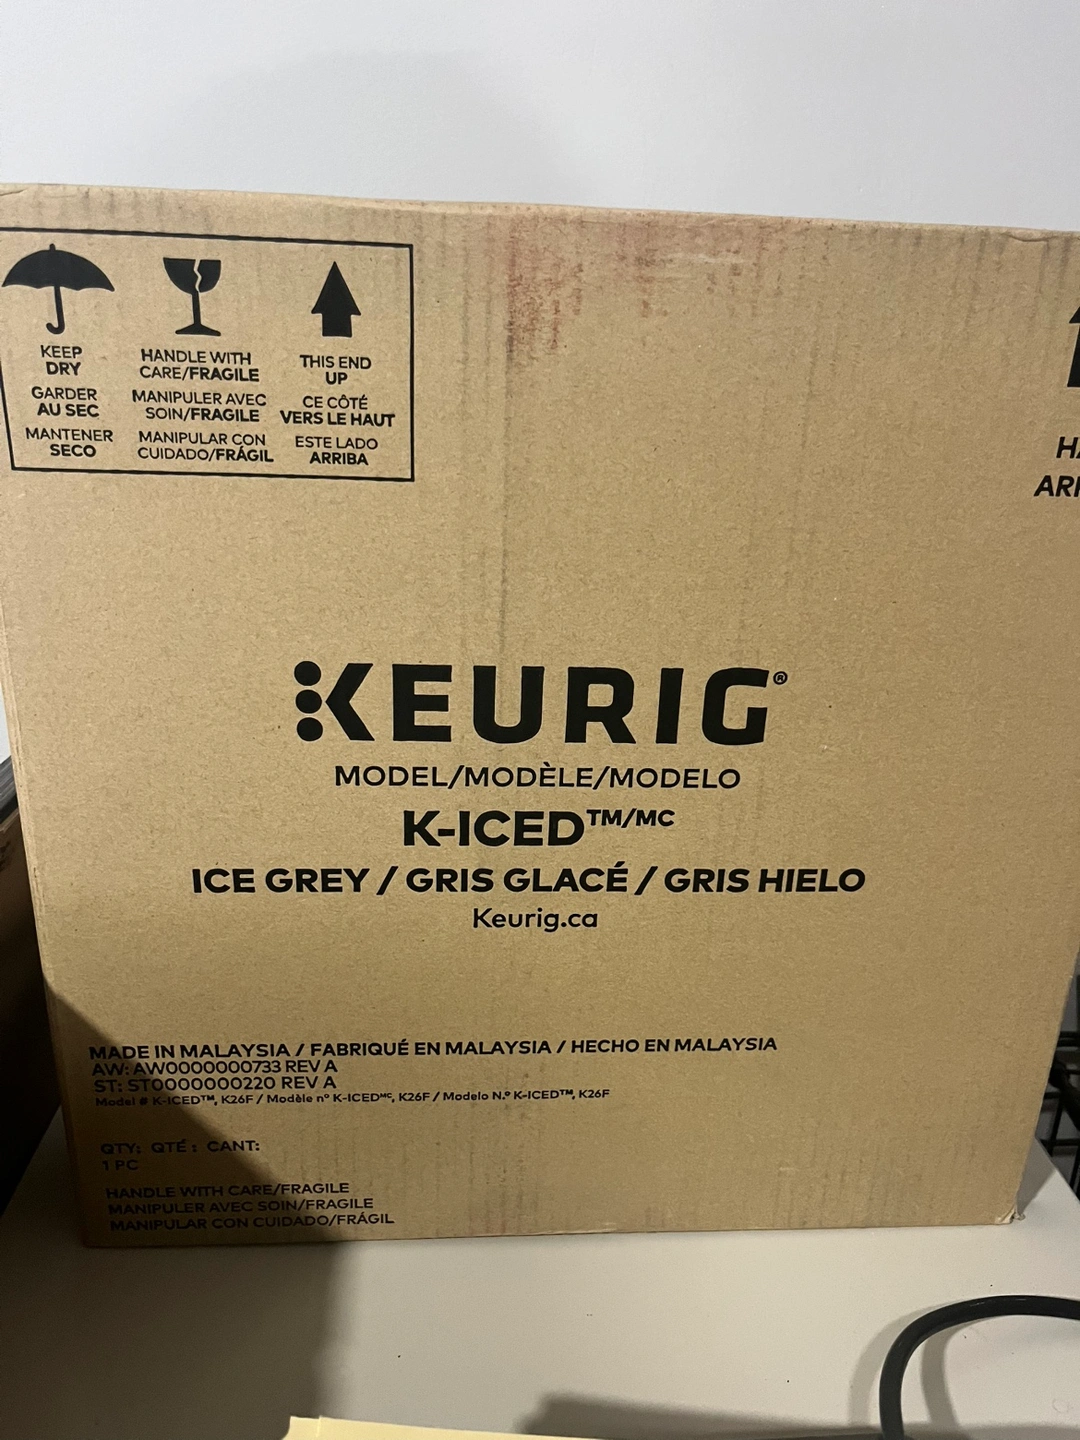 KEEP
DRY
GARDER
AU SEC
MANTENER
SECO
HANDLE WITH
CARE/FRAGILE
MANIPULER AVEC
SOIN/FRAGILE
MANIPULAR CON
CUIDADO/FRÁGIL
THIS END
UP
CE CÔTÉ
VERS LE HAUT
ESTE LADO
ARRIBA
KEURIG®
MODEL/MODÈLE/MODELO
K-ICED™/MC
ICE GREY / GRIS GLACÉ / GRIS HIELO
Keurig.ca
MADE IN MALAYSIA / FABRIQUÉ EN MALAYSIA / HECHO EN MALAYSIA
AW: AW0000000733 REV A
ST: ST0000000220 REV A
Model # K-ICED™, K26F / Modèle nº K-ICEDᴹᶜ, K26F / Modelo N.º K-ICED™, K26F
QTY: QTÉ : CANT:
1 PC
HANDLE WITH CARE/FRAGILE
MANIPULER AVEC SOIN/FRAGILE
MANIPULAR CON CUIDADO/FRÁGIL